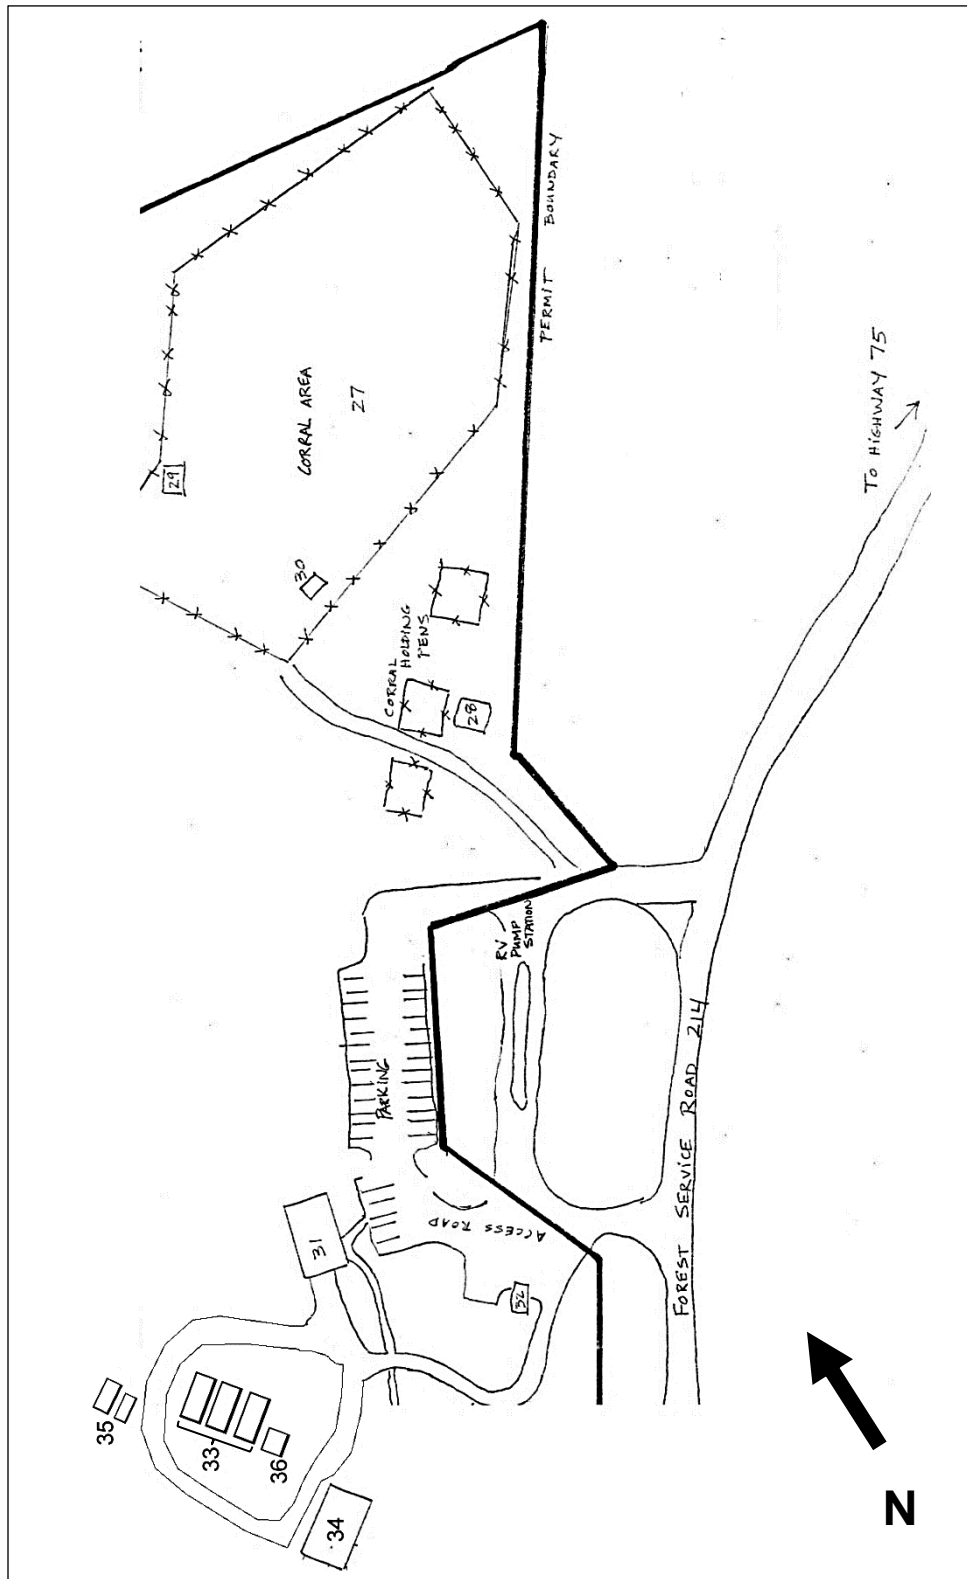 PERMIT BOUNDARY
TO HIGHWAY 75
CORRAL AREA
27
29
30
CORRAL
HOLDING
PENS
28
RV
PUMP
STATION
PARKING
FOREST SERVICE ROAD 214
ACCESS ROAD
31
32
35
33
36
34
N